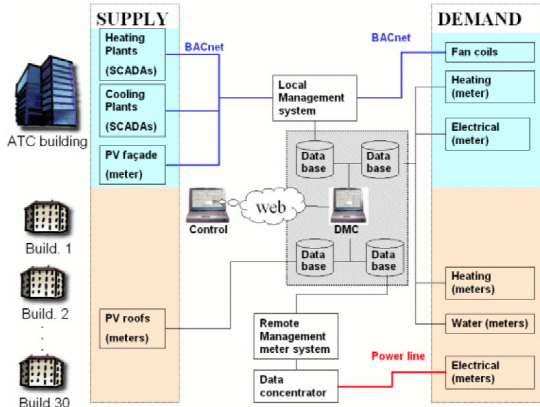 SUPPLY
DEMAND
BACnet
BACnet
Heating
Plants
(SCADAs)
Cooling
Plants
(SCADAs)
PV façade
(meter)
ATC building
Local
Management
system
Fan coils
Heating
(meter)
Electrical
(meter)
Data
base
Data
base
Control
web
DMC
Data
base
Data
base
Build. 1
Build. 2
Build.30
PV roofs
(meters)
Remote
Management
meter system
Data
concentrator
Power line
Heating
(meters)
Water (meters)
Electrical
(meters)